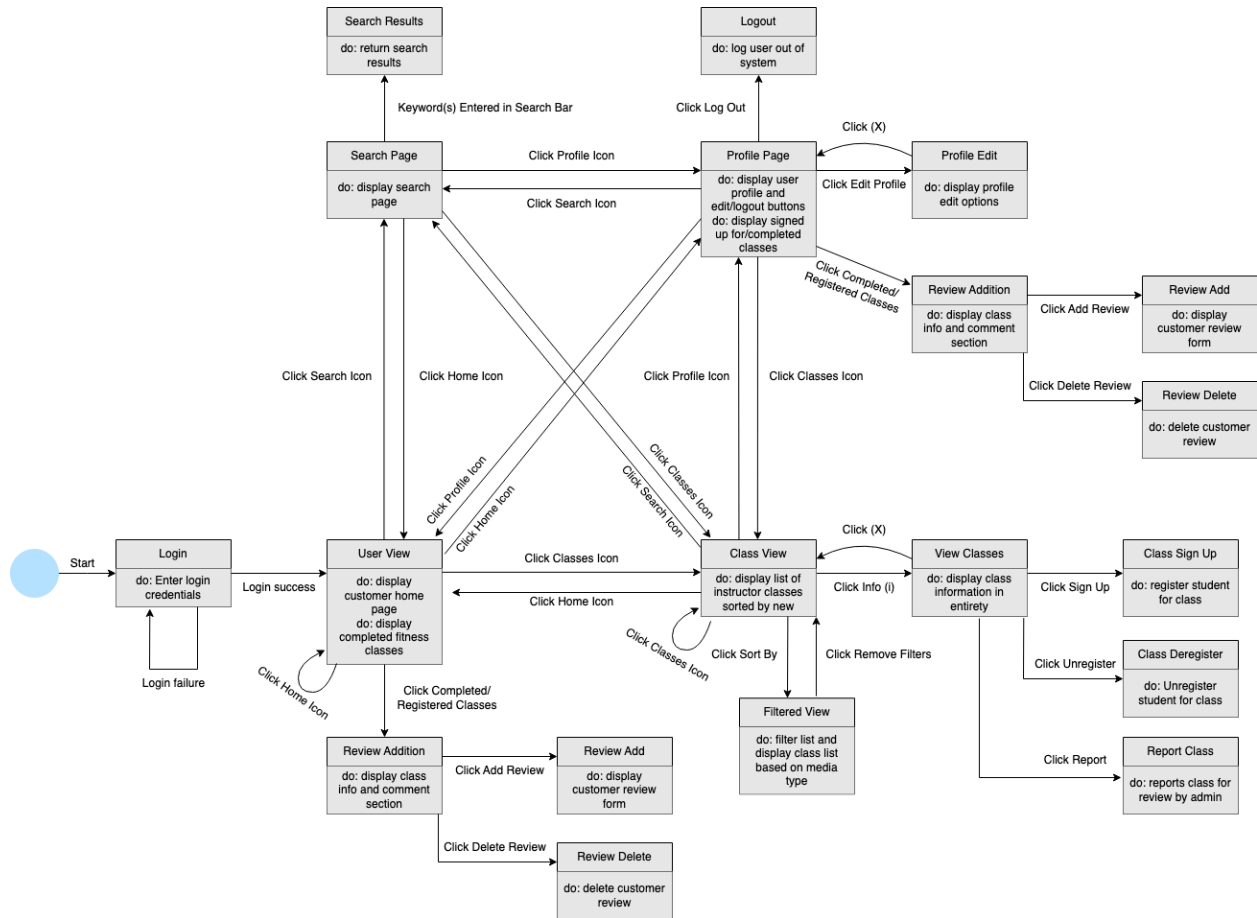 Search Results
do: return search
results
Logout
do: log user out of
system
Keyword(s) Entered in Search Bar
Click Log Out
Click (X)
Search Page
do: display search
page
Click Profile Icon
Click Search Icon
Profile Page
do: display user
profile and
edit/logout buttons
do: display signed
up for/completed
classes
Click Edit Profile
Profile Edit
do: display profile
edit options
Click Completed/
Registered Classes
Review Addition
do: display class
info and comment
section
Click Add Review
Review Add
do: display
customer review
form
Click Delete Review
Review Delete
do: delete customer
review
Click Search Icon
Click Home Icon
Click Profile Icon
Click Classes Icon
Click Profile Icon
Click Home Icon
Click Classes Icon
Click Search Icon
Start
Login
do: Enter login
credentials
Login success
Login failure
User View
do: display
customer home
page
do: display
completed fitness
classes
Click Home Icon
Click Classes Icon
Click Home Icon
Class View
do: display list of
instructor classes
sorted by new
Click Classes Icon
Click (X)
Click Info (i)
View Classes
do: display class
information in
entirety
Click Sign Up
Class Sign Up
do: register student
for class
Click Unregister
Class Deregister
do: Unregister
student for class
Click Report
Report Class
do: reports class for
review by admin
Click Sort By
Click Remove Filters
Filtered View
do: filter list and
display class list
based on media
type
Click Completed/
Registered Classes
Review Addition
do: display class
info and comment
section
Click Add Review
Review Add
do: display
customer review
form
Click Delete Review
Review Delete
do: delete customer
review